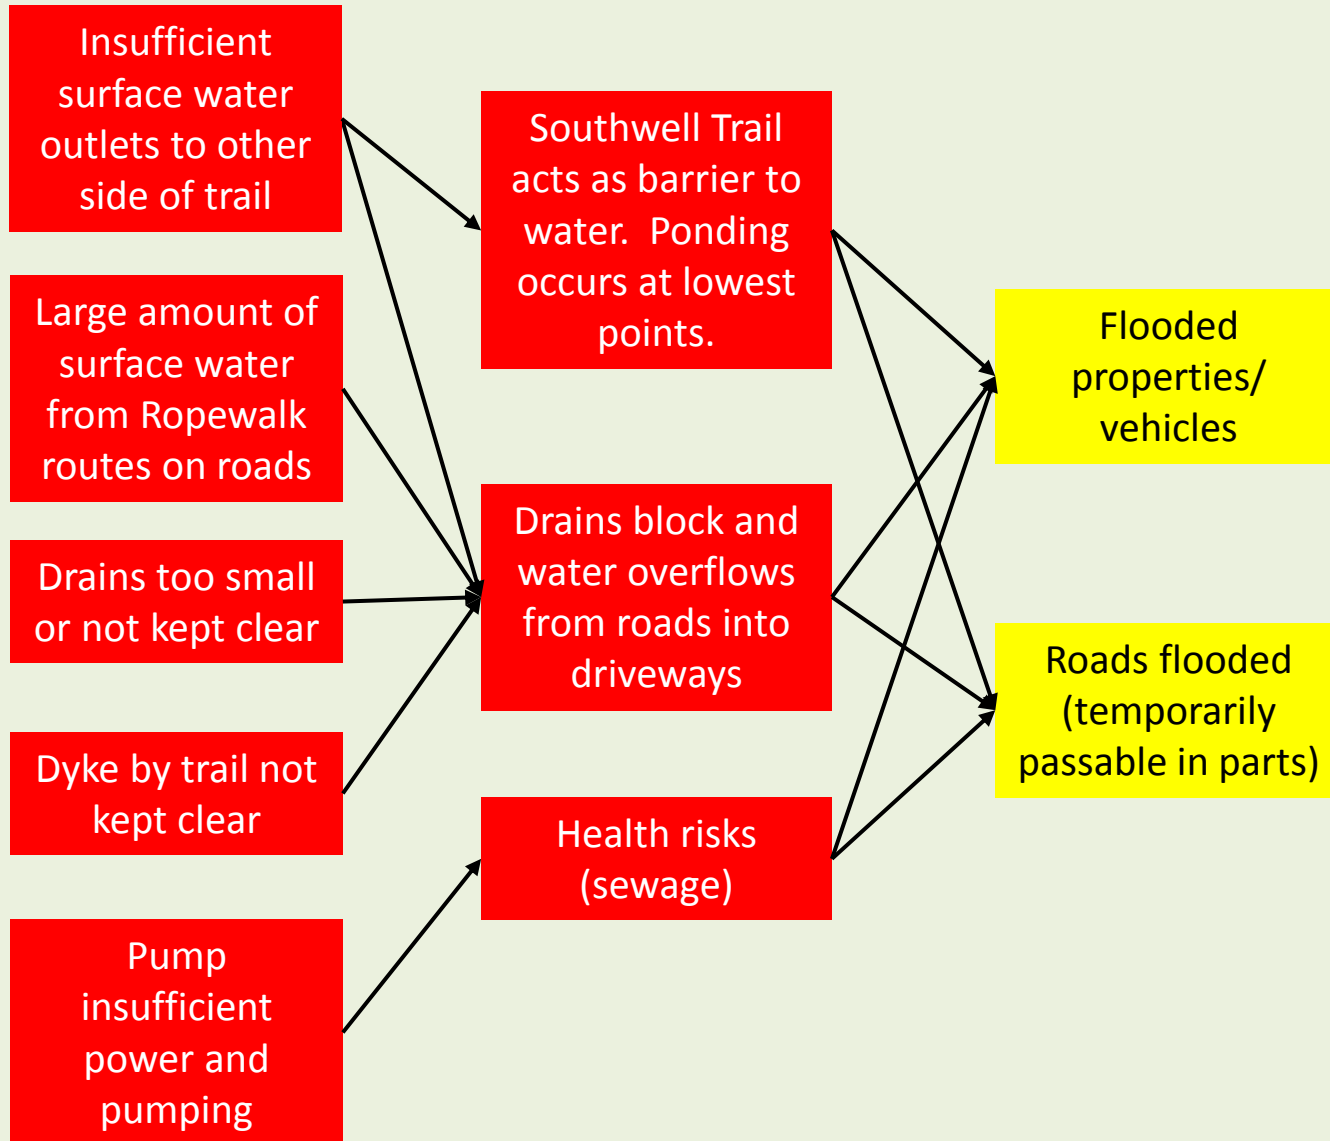 Insufficient
surface water
outlets to other
side of trail
Large amount of
surface water
from Ropewalk
routes on roads
Drains too small
or not kept clear
Dyke by trail not
kept clear
Pump
insufficient
power and
pumping
Southwell Trail
acts as barrier to
water.  Ponding
occurs at lowest
points.
Drains block and
water overflows
from roads into
driveways
Health risks
(sewage)
Flooded
properties/
vehicles
Roads flooded
(temporarily
passable in parts)